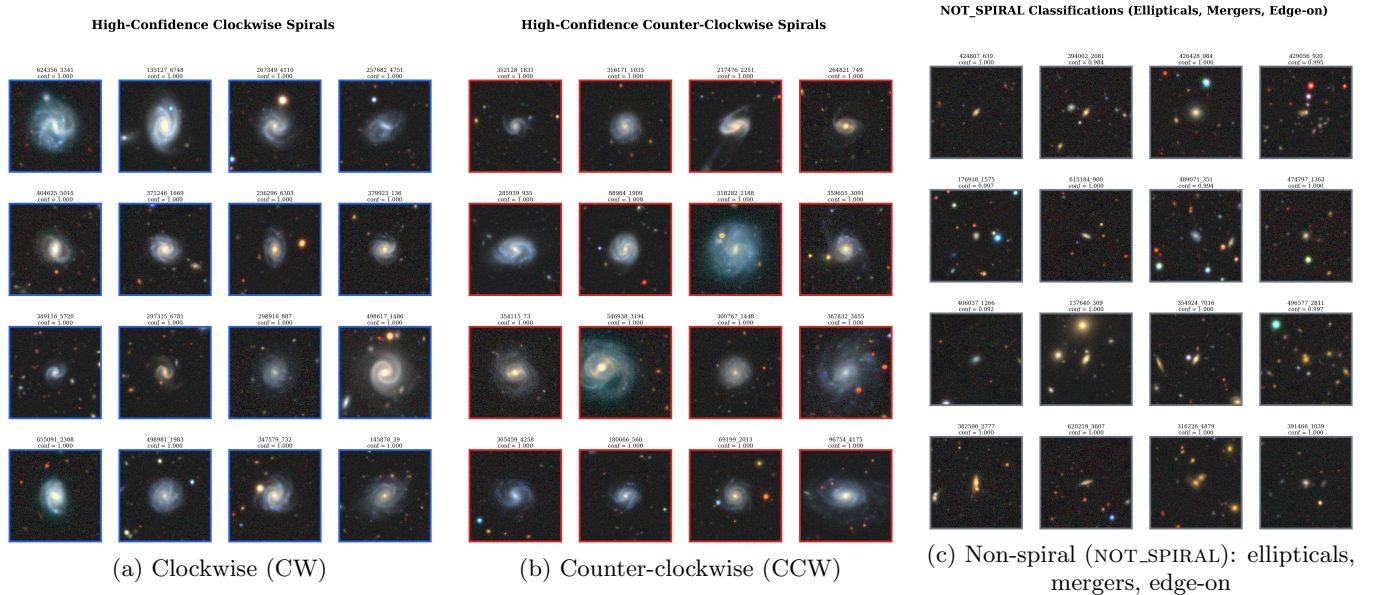 High-Confidence Clockwise Spirals
624356_3341
conf = 1.000
135127_6748
conf = 1.000
267349_4110
conf = 1.000
257682_4751
conf = 1.000
404625_5015
conf = 1.000
371246_1669
conf = 1.000
256296_6303
conf = 1.000
379923_136
conf = 1.000
349116_5720
conf = 1.000
297315_6781
conf = 1.000
298916_887
conf = 1.000
498617_1486
conf = 1.000
655091_2308
conf = 1.000
498981_1983
conf = 1.000
347579_732
conf = 1.000
145878_39
conf = 1.000
(a) Clockwise (CW)
High-Confidence Counter-Clockwise Spirals
352128_1831
conf = 1.000
316171_1035
conf = 1.000
217476_2251
conf = 1.000
264821_749
conf = 1.000
285939_935
conf = 1.000
88984_1909
conf = 1.000
518282_2188
conf = 1.000
359655_3091
conf = 1.000
354115_73
conf = 1.000
546938_3194
conf = 1.000
300767_1448
conf = 1.000
367832_3455
conf = 1.000
365459_4258
conf = 1.000
180666_560
conf = 1.000
69199_2013
conf = 1.000
96754_4175
conf = 1.000
(b) Counter-clockwise (CCW)
NOT_SPIRAL Classifications (Ellipticals, Mergers, Edge-on)
424807_639
conf = 1.000
394002_2081
conf = 0.984
426428_984
conf = 1.000
429056_920
conf = 0.995
176918_1575
conf = 0.997
615184_900
conf = 1.000
489071_351
conf = 0.994
474797_1363
conf = 1.000
406037_1266
conf = 0.992
137640_309
conf = 1.000
354924_7016
conf = 1.000
496577_2811
conf = 0.997
382590_2777
conf = 1.000
620219_3607
conf = 1.000
316226_4879
conf = 1.000
391466_1039
conf = 1.000
(c) Non-spiral (NOT_SPIRAL): ellipticals,
mergers, edge-on